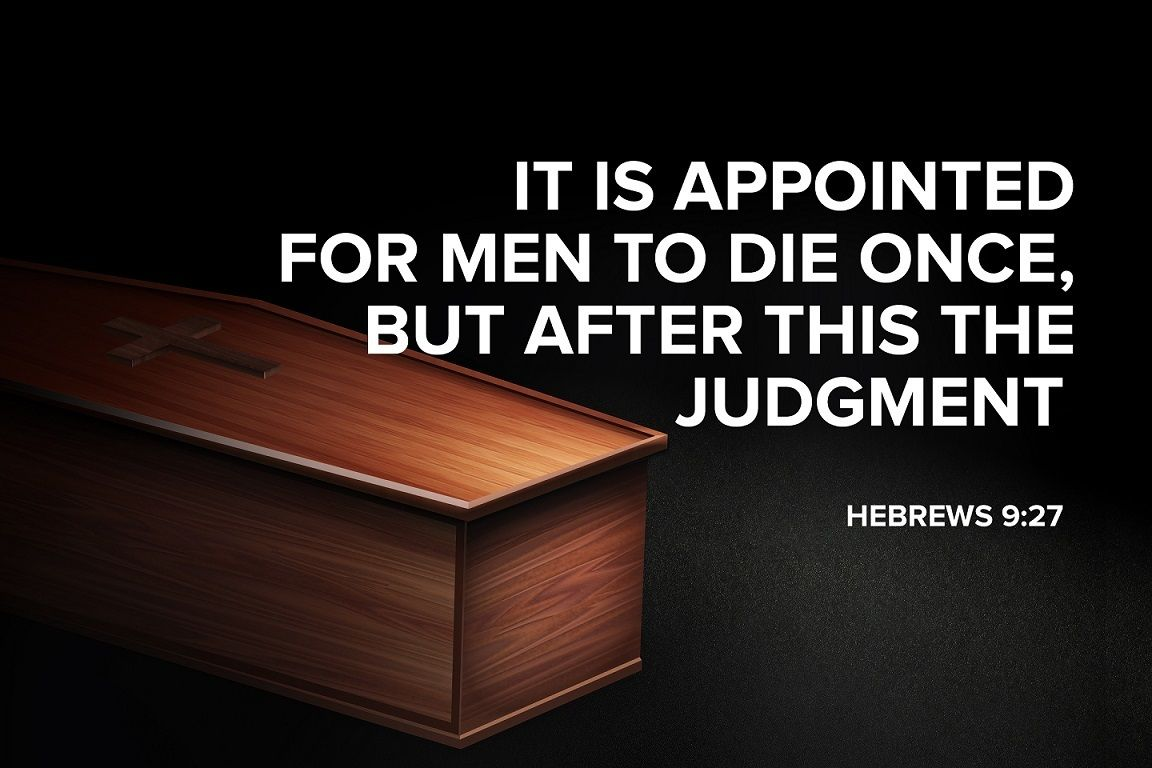 IT IS APPOINTED
FOR MEN TO DIE ONCE,
BUT AFTER THIS THE
JUDGMENT
HEBREWS 9:27